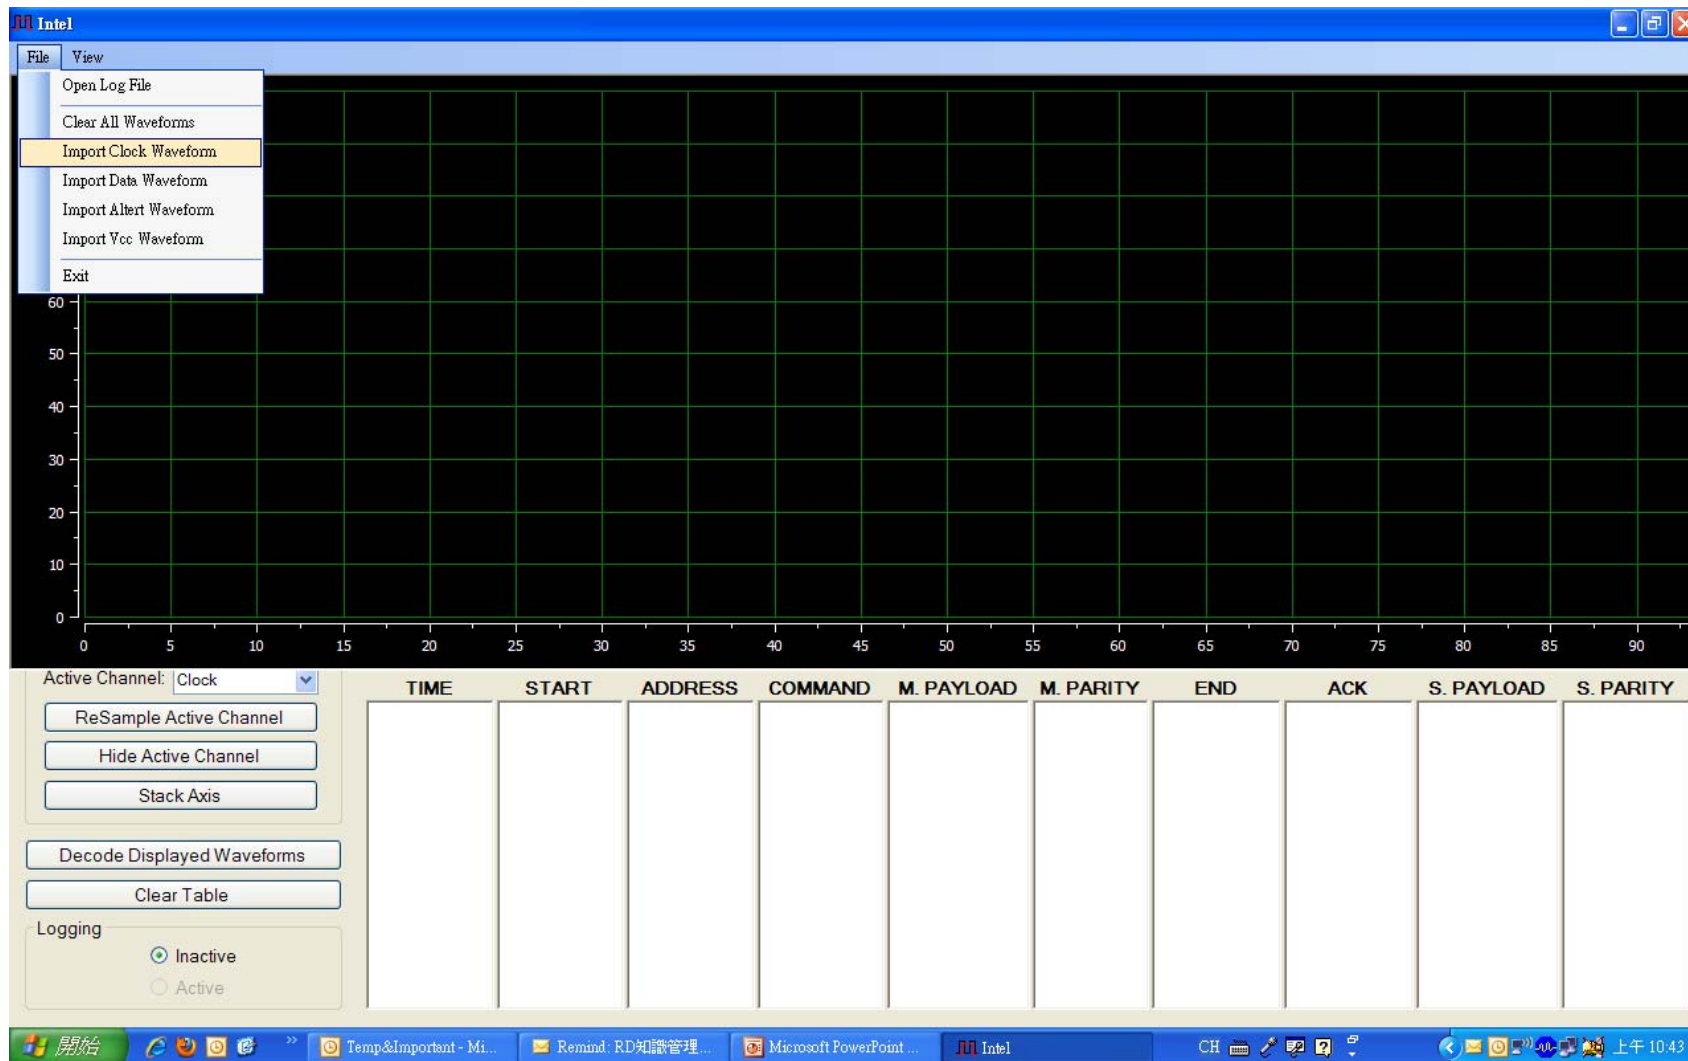 Intel
File View
Open Log File
Clear All Waveforms
Import Clock Waveform
Import Data Waveform
Import Altert Waveform
Import Vcc Waveform
Exit
60
50
40
30
20
10
0
0 5 10 15 20 25 30 35 40 45 50 55 60 65 70 75 80 85 90
Active Channel: Clock
ReSample Active Channel
Hide Active Channel
Stack Axis
Decode Displayed Waveforms
Clear Table
Logging
Inactive
Active
TIME START ADDRESS COMMAND M. PAYLOAD M. PARITY END ACK S. PAYLOAD S. PARITY
開始 Temp&Important - Mi... Remind: RD知識管理... Microsoft PowerPoint ... Intel CH 上午 10:43